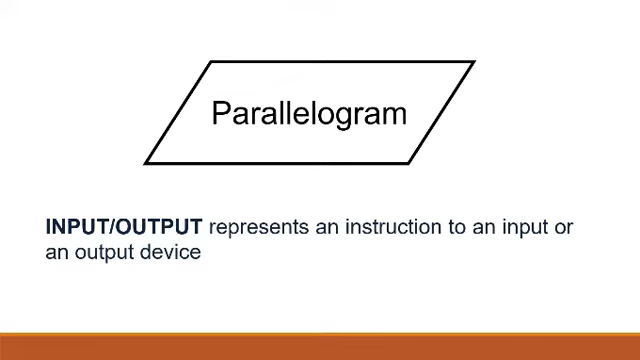 Parallelogram
INPUT/OUTPUT represents an instruction to an input or
an output device